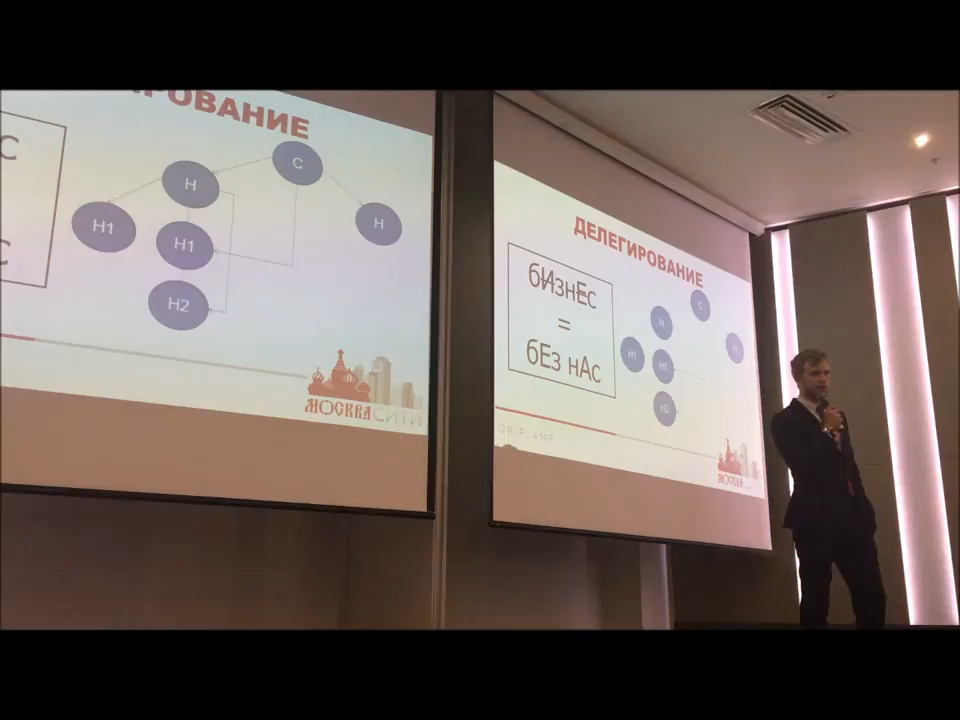 РОВАНИЕ
С
С
С
Н
Н
Н1
Н1
Н2
МОСКВАСИТИ
ДЕЛЕГИРОВАНИЕ
бИзнЕс
=
бЕз нАс
С
Н
Н
Н1
Н1
Н2
ORIFLAME
МОСКВА